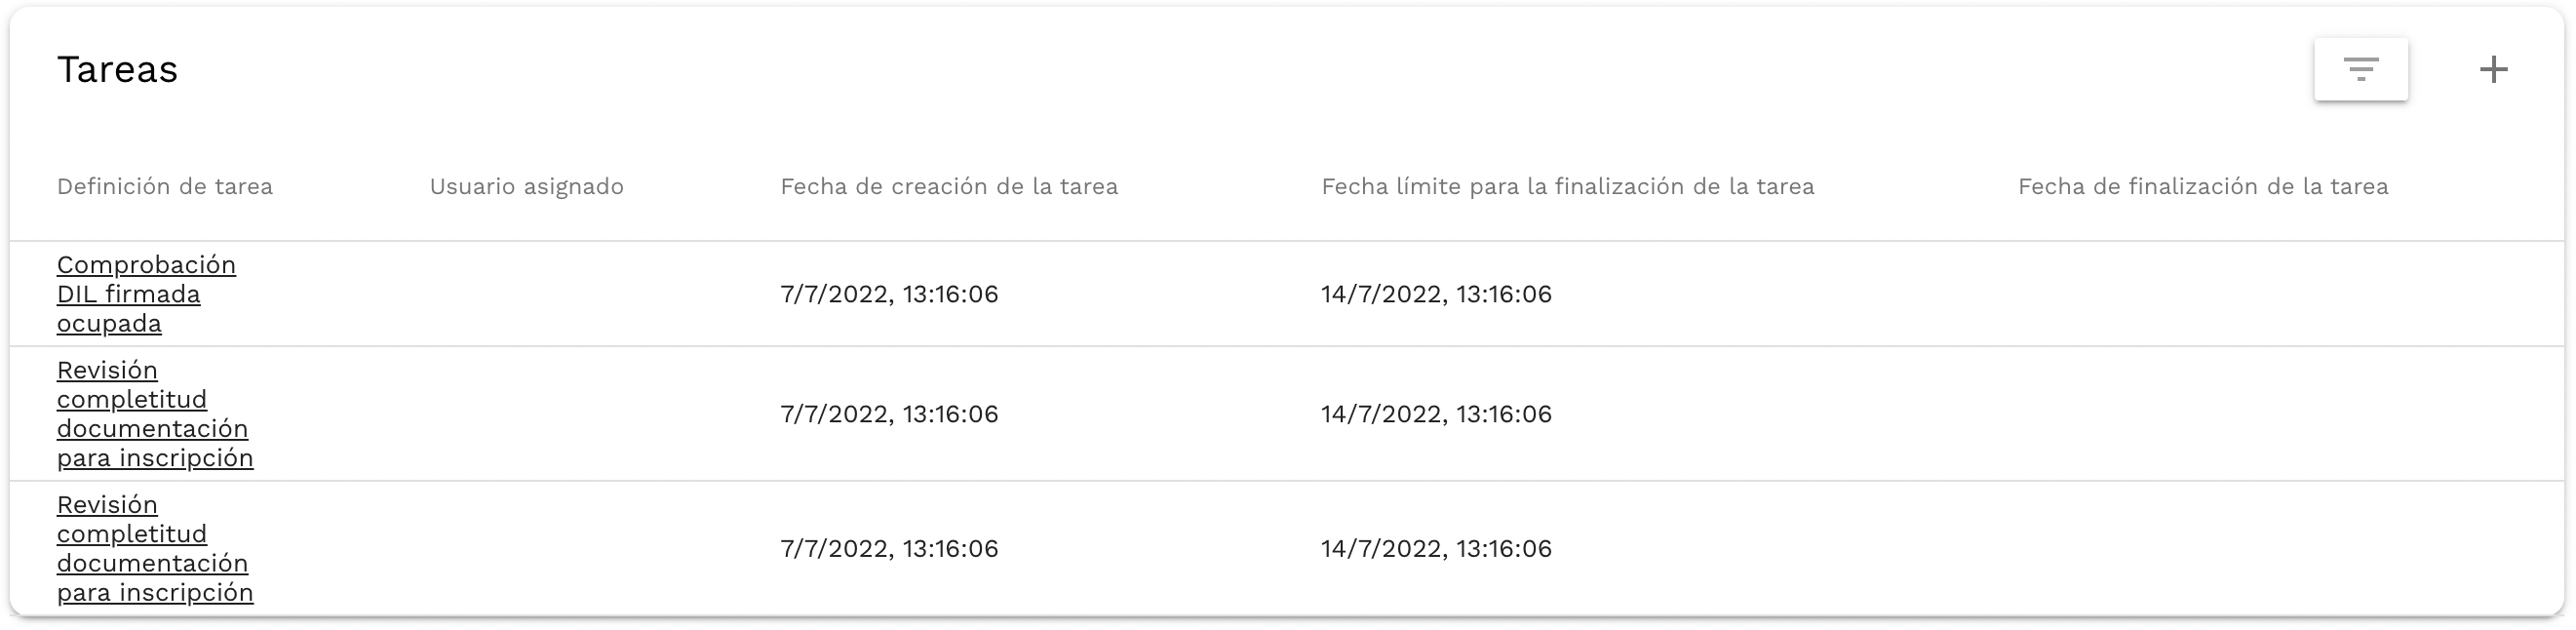 Tareas
Definición de tarea Usuario asignado Fecha de creación de la tarea Fecha límite para la finalización de la tarea Fecha de finalización de la tarea
Comprobación
DIL firmada 7/7/2022, 13:16:06 14/7/2022, 13:16:06
ocupada
Revisión
completitud
7/7/2022, 13:16:06 14/7/2022, 13:16:06
documentación
para inscripción
Revisión
completitud
7/7/2022, 13:16:06 14/7/2022, 13:16:06
documentación
para inscripción